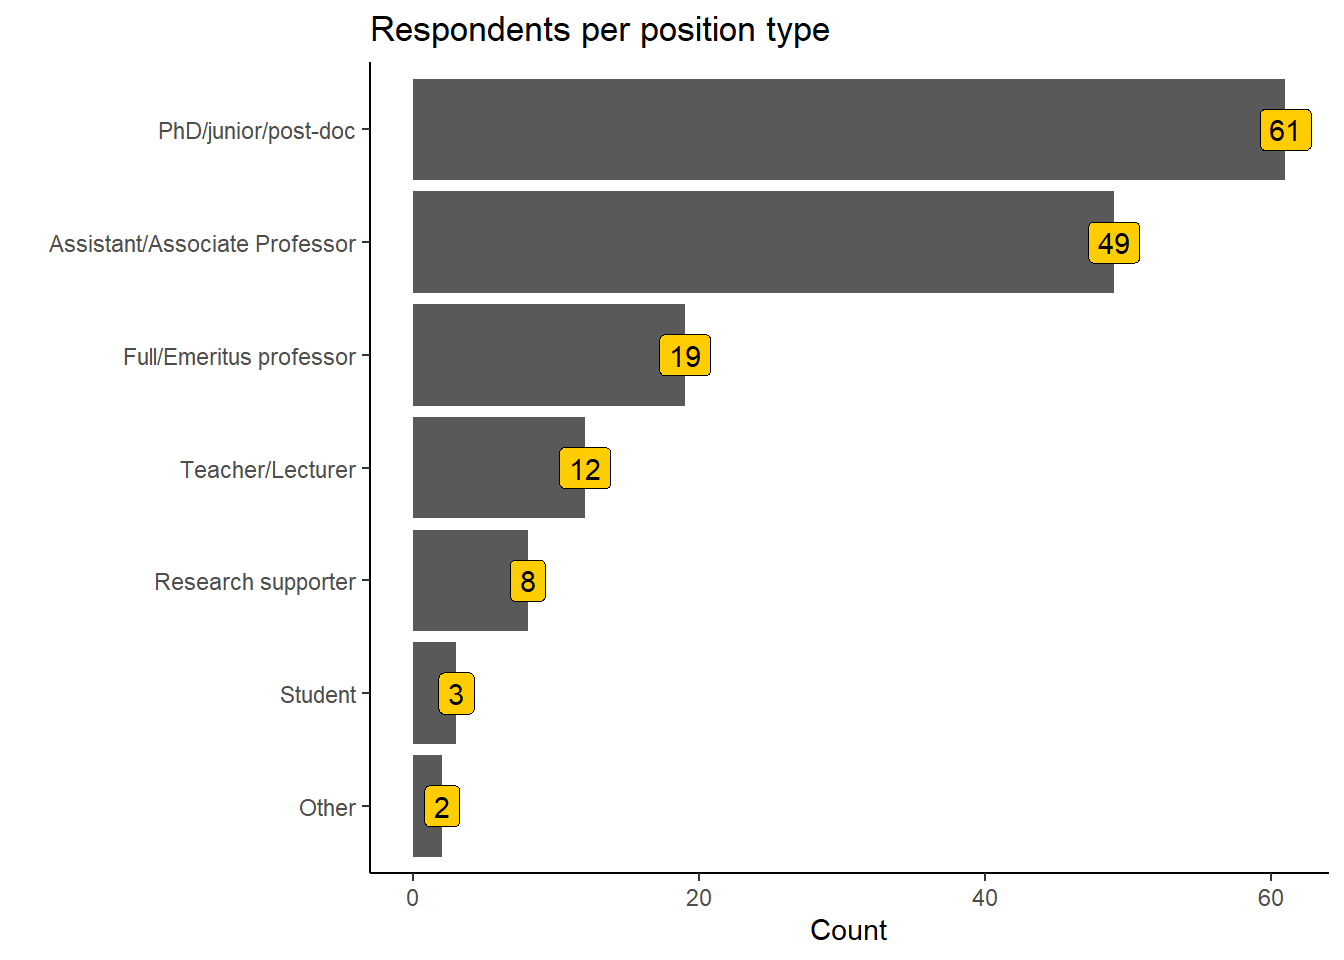 Respondents per position type
PhD/junior/post-doc
61
Assistant/Associate Professor
49
Full/Emeritus professor
19
Teacher/Lecturer
12
Research supporter
8
Student
3
Other
2
0 20 40 60
Count